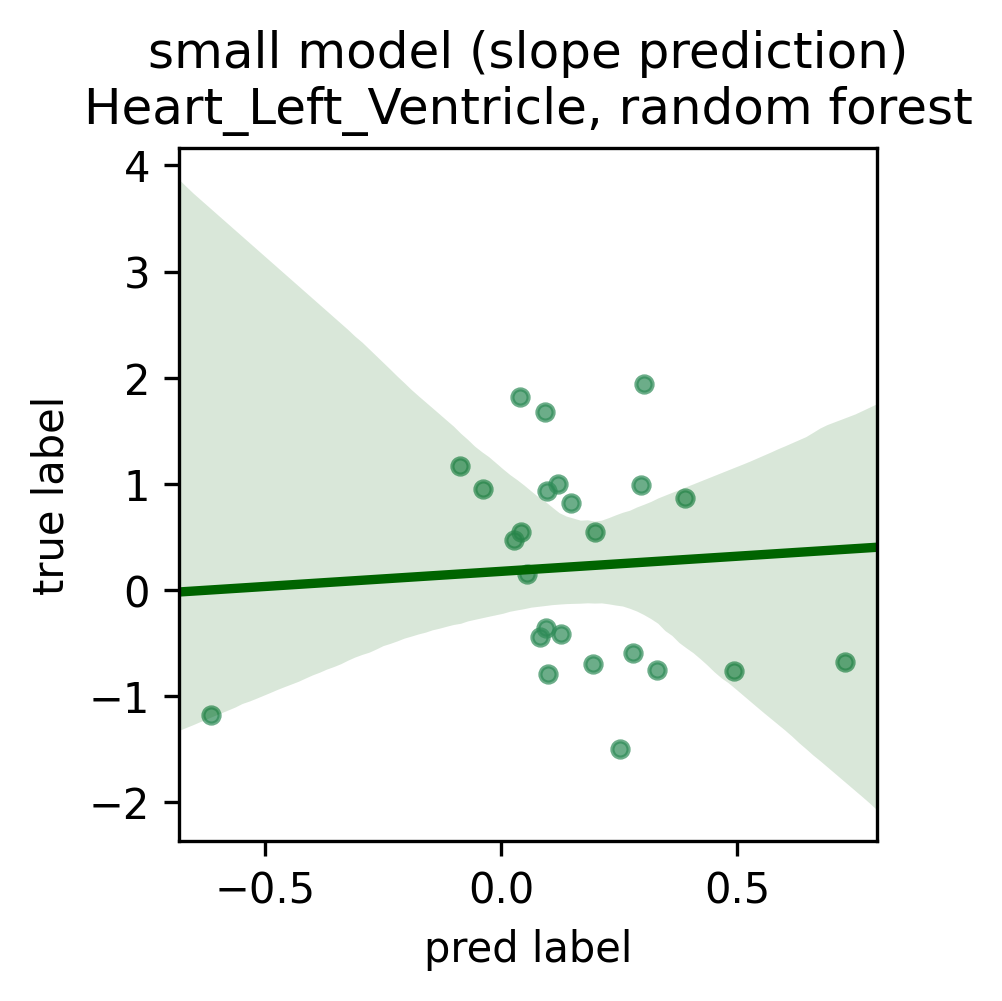 small model (slope prediction)
Heart_Left_Ventricle, random forest
4
3
2
1
0
−1
−2
true label
−0.5
0.0
0.5
pred label